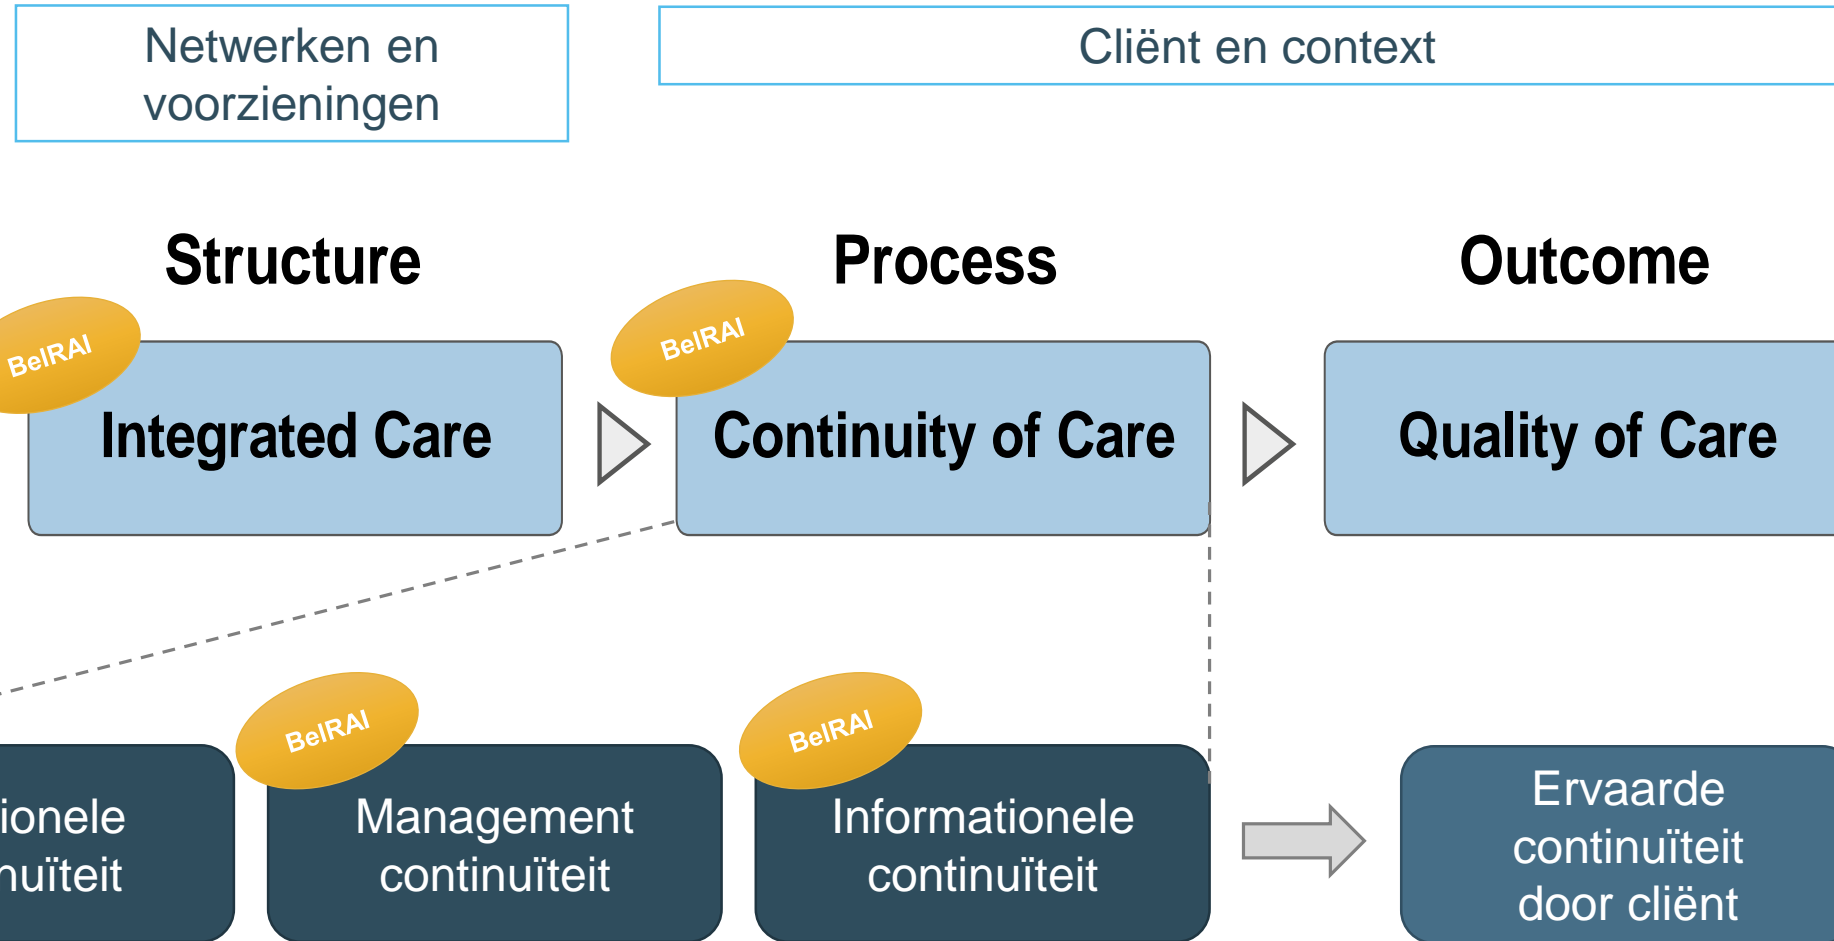 Netwerken en
voorzieningen
Cliënt en context
Structure
Process
Outcome
BelRAI
BelRAI
Integrated Care
Continuity of Care
Quality of Care
BelRAI
BelRAI
ionele
nuïteit
Management
continuïteit
Informationele
continuïteit
Ervaarde
continuïteit
door cliënt